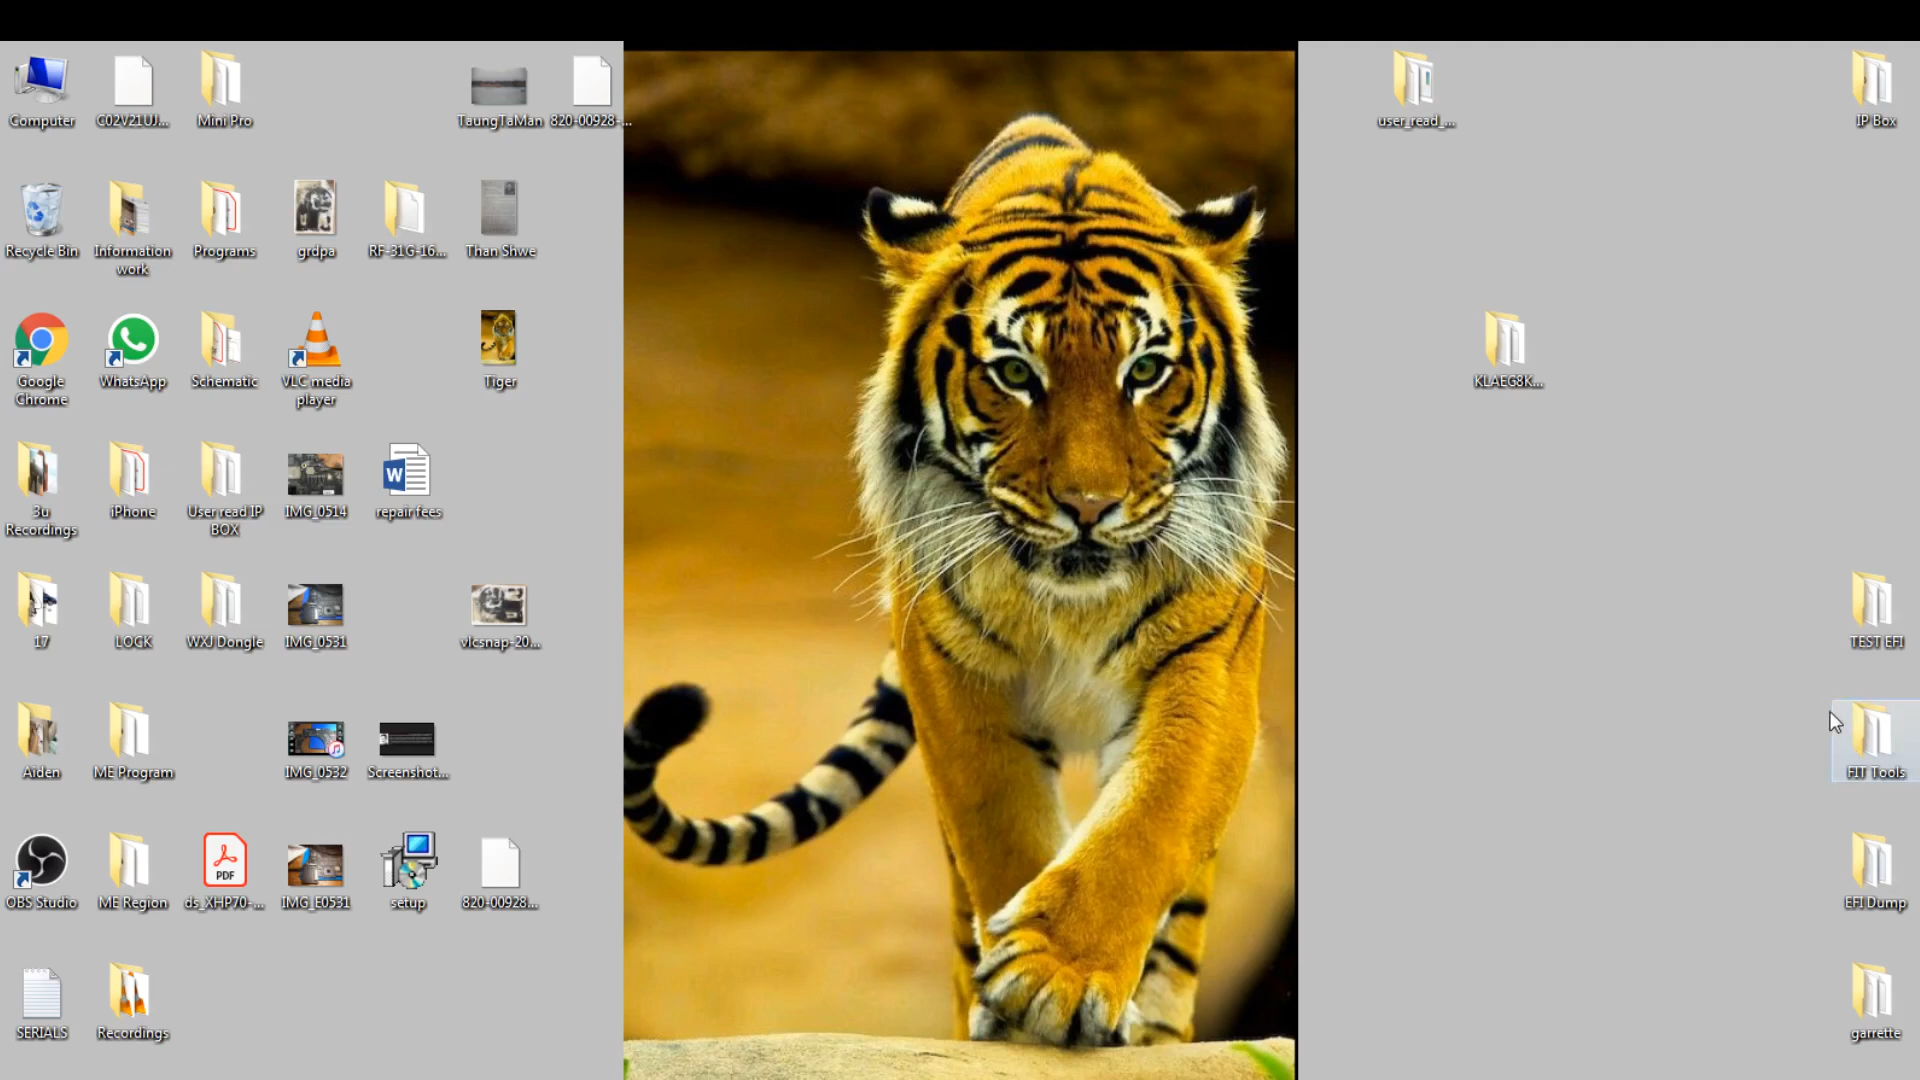 Computer
C02V21UJ...
Mini Pro
TaungTaMan
820-00928-...
user_read_...
IP Box
Recycle Bin
Information
work
Programs
grdpa
RF-31G-16...
Than Shwe
Google
Chrome
WhatsApp
Schematic
VLC media
player
Tiger
KLAEG8K...
3u
Recordings
iPhone
User read IP
BOX
IMG_0514
W
repair fees
17
LOCK
WXJ Dongle
IMG_0531
vlcsnap-20...
TEST EFI
Aiden
ME Program
IMG_0532
Screenshot...
FIT Tools
OBS Studio
ME Region
PDF
ds_XHP70-...
IMG_E0531
setup
820-00928...
EFI Dump
SERIALS
Recordings
garrette